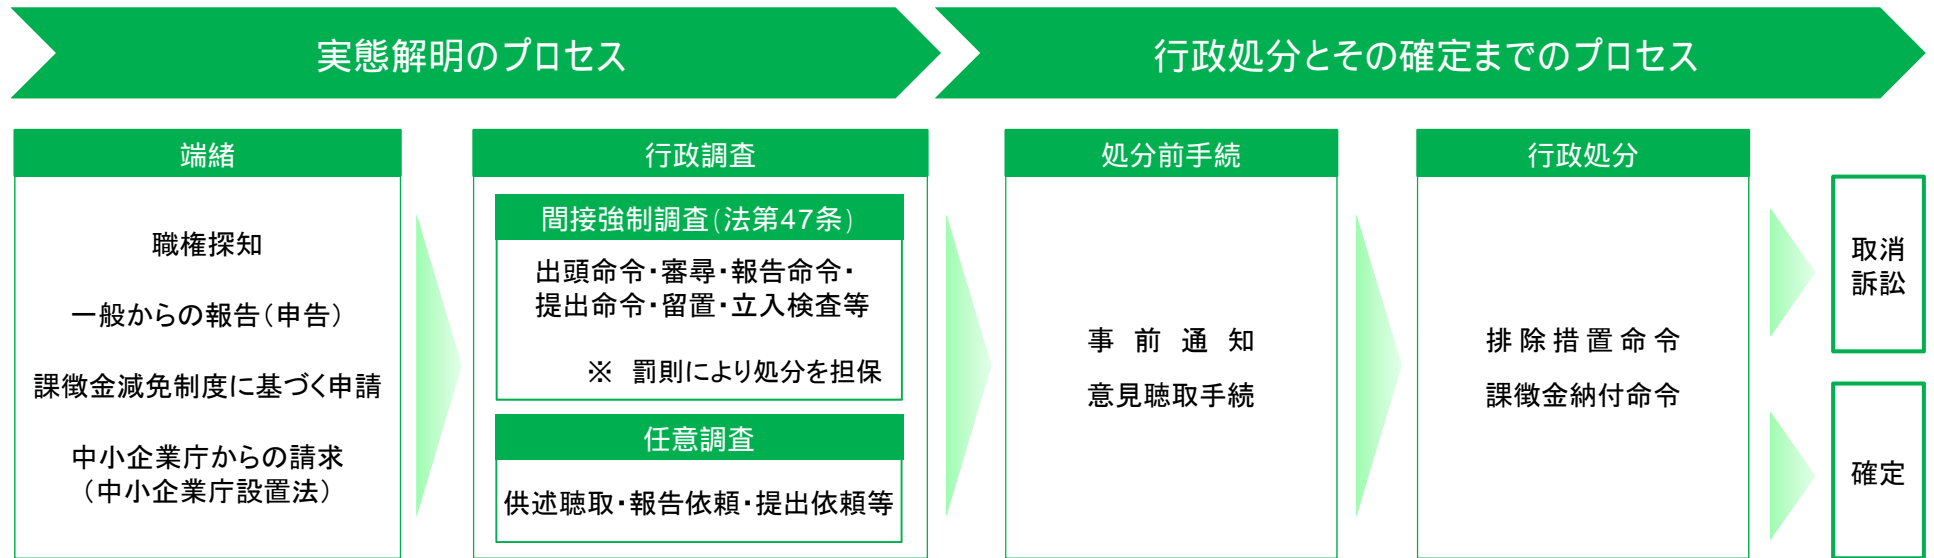 実態解明のプロセス
行政処分とその確定までのプロセス
端緒
職権探知
一般からの報告(申告)
課徴金減免制度に基づく申請
中小企業庁からの請求
(中小企業庁設置法)
行政調査
間接強制調査(法第47条)
出頭命令・審尋・報告命令・
提出命令・留置・立入検査等
※ 罰則により処分を担保
任意調査
供述聴取・報告依頼・提出依頼等
処分前手続
事前通知
意見聴取手続
行政処分
排除措置命令
課徴金納付命令
取消
訴訟
確定